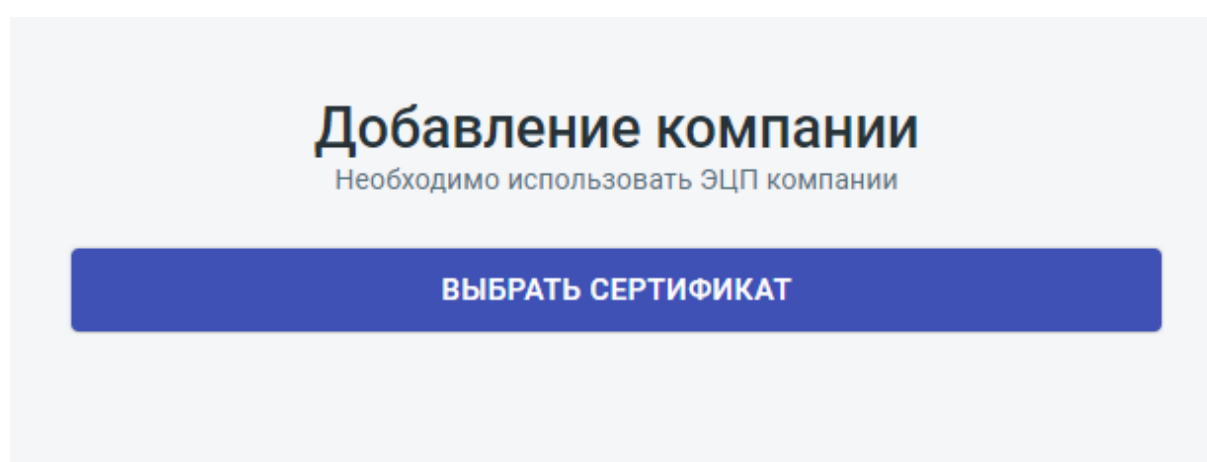 Добавление компании
Необходимо использовать ЭЦП компании
ВЫБРАТЬ СЕРТИФИКАТ